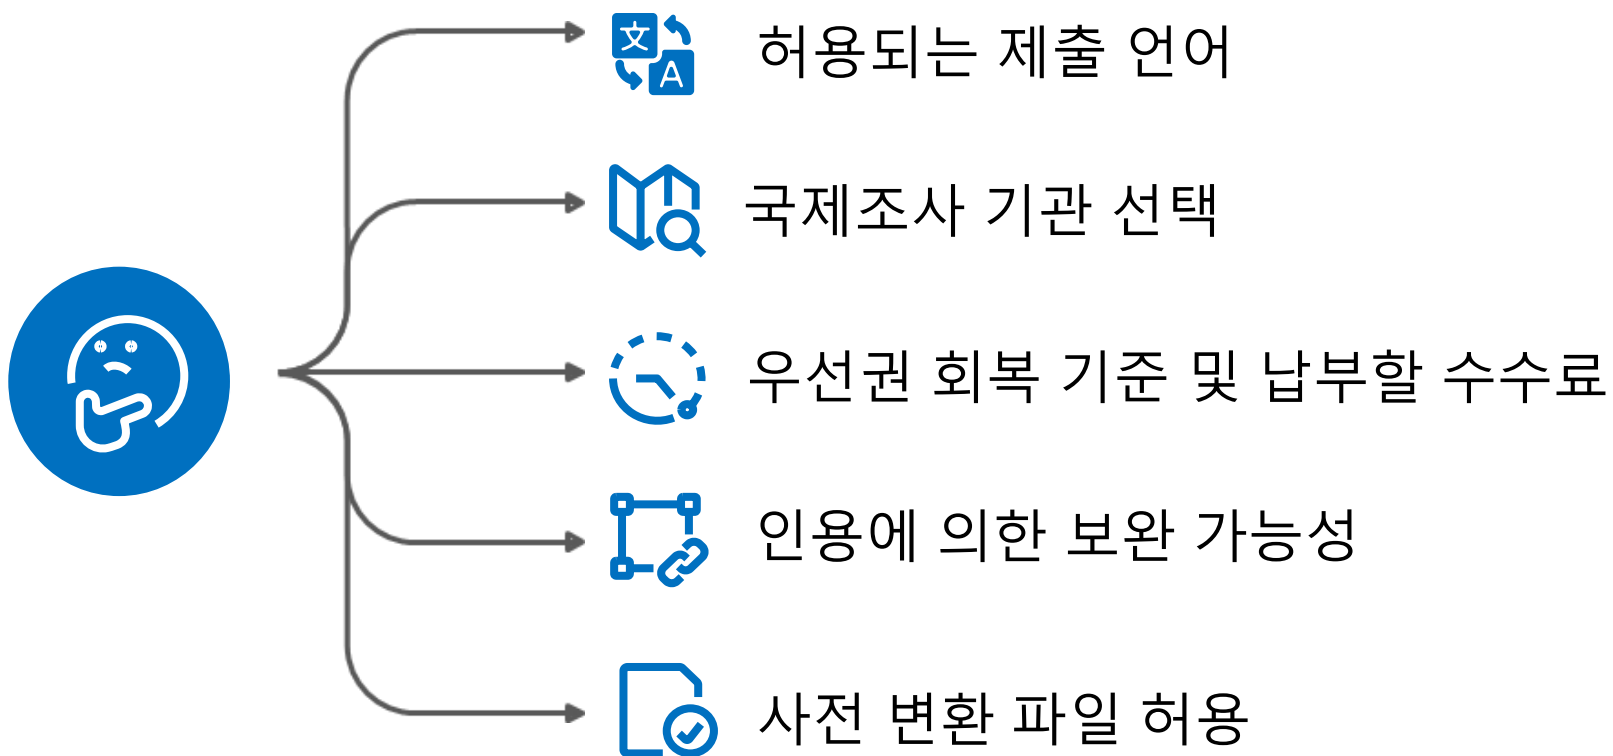 文
A
허용되는 제출 언어
국제조사 기관 선택
우선권 회복 기준 및 납부할 수수료
인용에 의한 보완 가능성
사전 변환 파일 허용